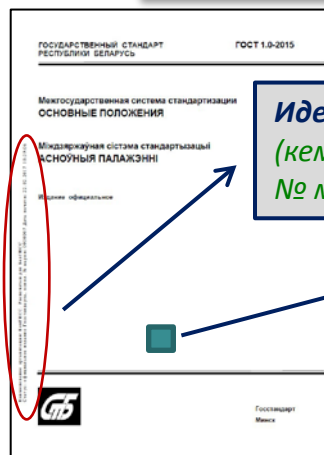 ГОСУДАРСТВЕННЫЙ СТАНДАРТ
РЕСПУБЛИКИ БЕЛАРУСЬ
ГОСТ 1.0-2015
Межгосударственная система стандартизации
ОСНОВНЫЕ ПОЛОЖЕНИЯ
Міждзяржаўная сістэма стандартызацыі
АСНОЎНЫЯ ПАЛАЖЭННІ
Издание официальное
Иде
(кем
№ м
СТБ
Госстандарт
Минск